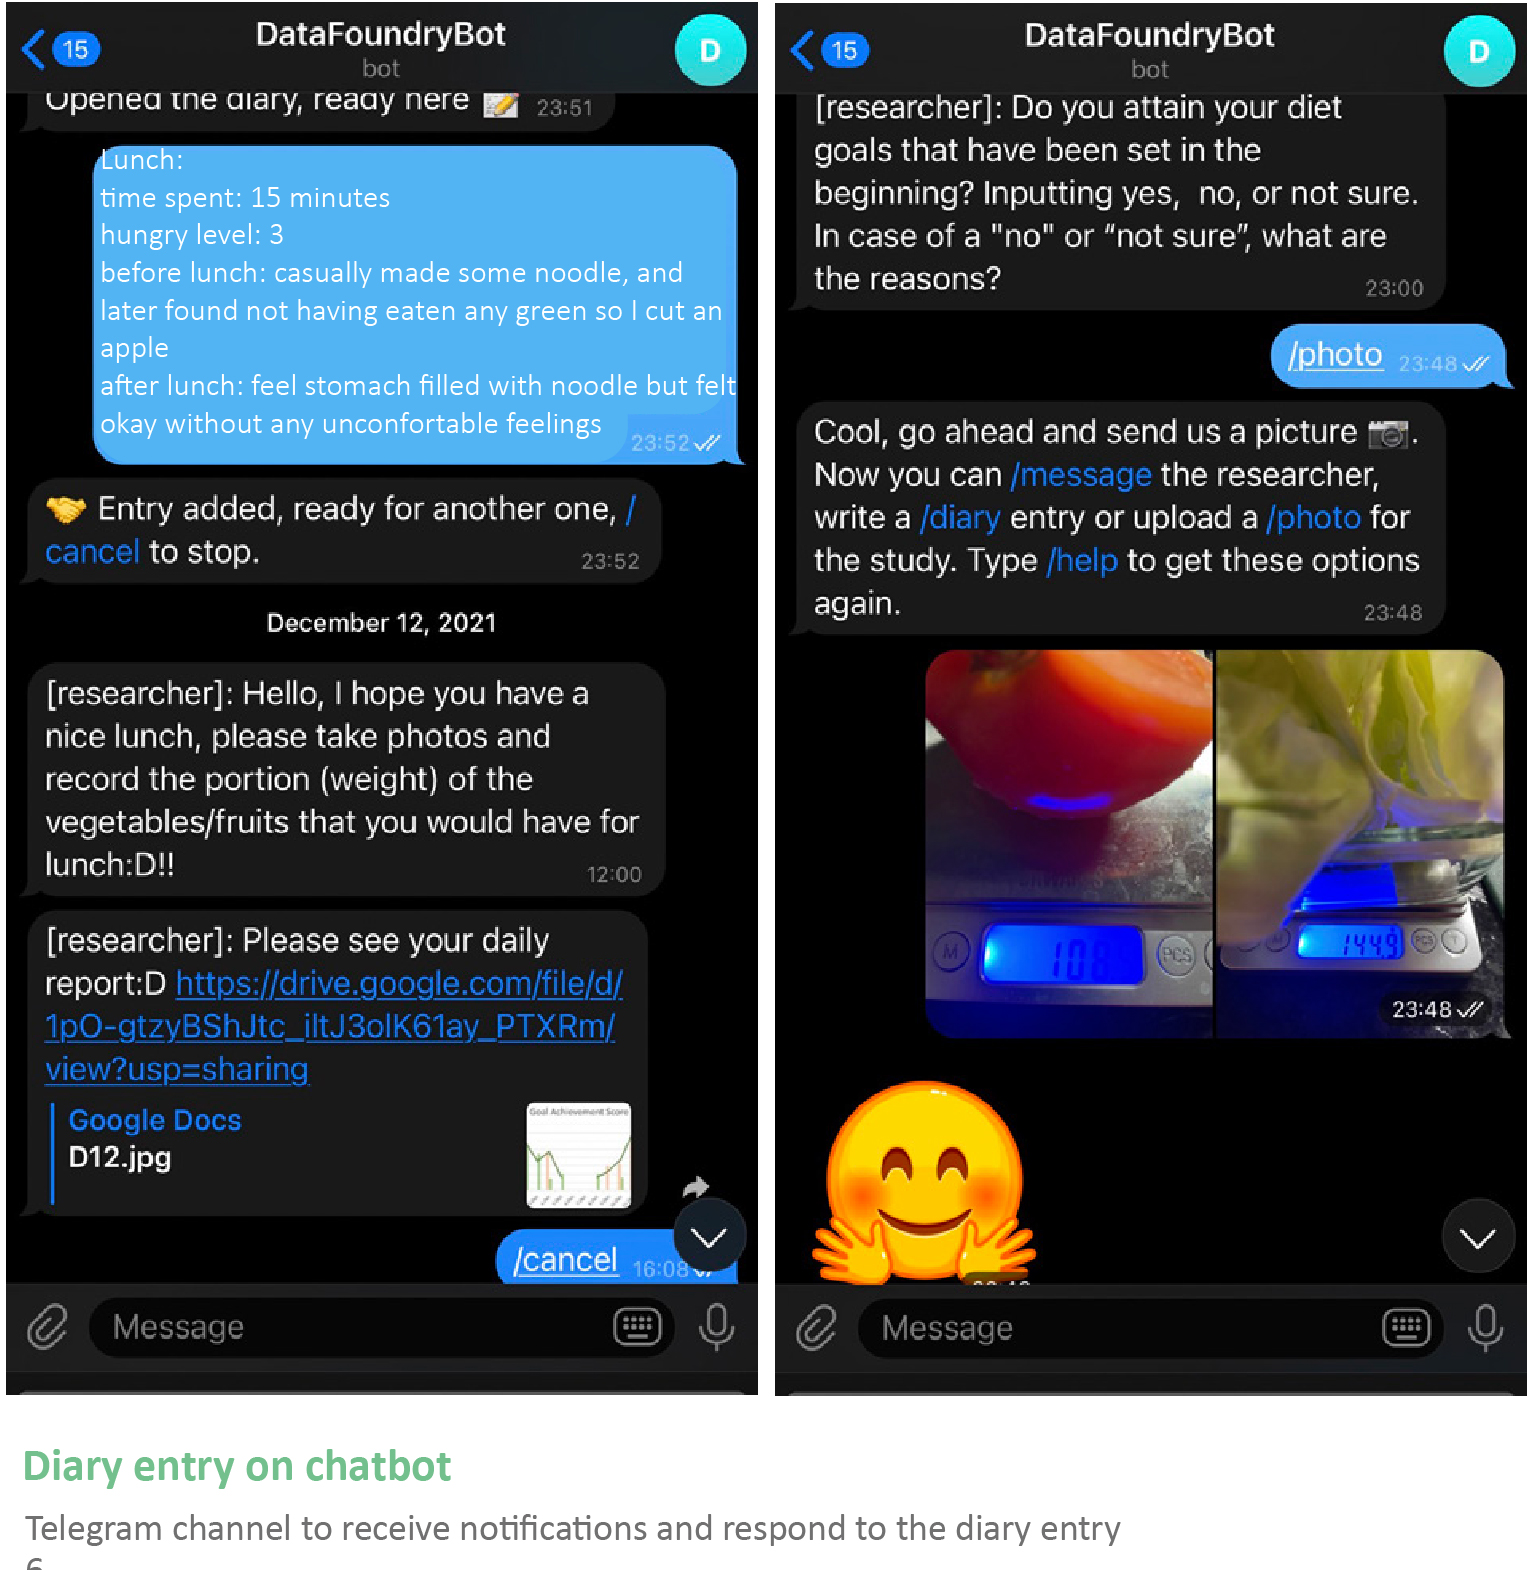 15
DataFoundryBot
bot
D
Opened the diary, ready here 📝 23:51
Lunch:
time spent: 15 minutes
hungry level: 3
before lunch: casually made some noodle, and
later found not having eaten any green so I cut an
apple
after lunch: feel stomach filled with noodle but felt
okay without any unconfortable feelings
23:52
🤝 Entry added, ready for another one, /
cancel to stop.
23:52
December 12, 2021
[researcher]: Hello, I hope you have a
nice lunch, please take photos and
record the portion (weight) of the
vegetables/fruits that you would have for
lunch:D!!
12:00
[researcher]: Please see your daily
report:D https://drive.google.com/file/d/
1pO-gtzyBShJtc_iltJ3olK61ay_PTXRm/
view?usp=sharing
Google Docs
D12.jpg
Goal Achievement Score
/cancel 16:08
Message
15
DataFoundryBot
bot
D
[researcher]: Do you attain your diet
goals that have been set in the
beginning? Inputting yes,  no, or not sure.
In case of a "no" or “not sure”, what are
the reasons?
23:00
/photo 23:48
Cool, go ahead and send us a picture 📷.
Now you can /message the researcher,
write a /diary entry or upload a /photo for
the study. Type /help to get these options
again.
23:48
M
108
PCS
M
144.9
PCS
T
23:48
Message
Diary entry on chatbot
Telegram channel to receive notifications and respond to the diary entry